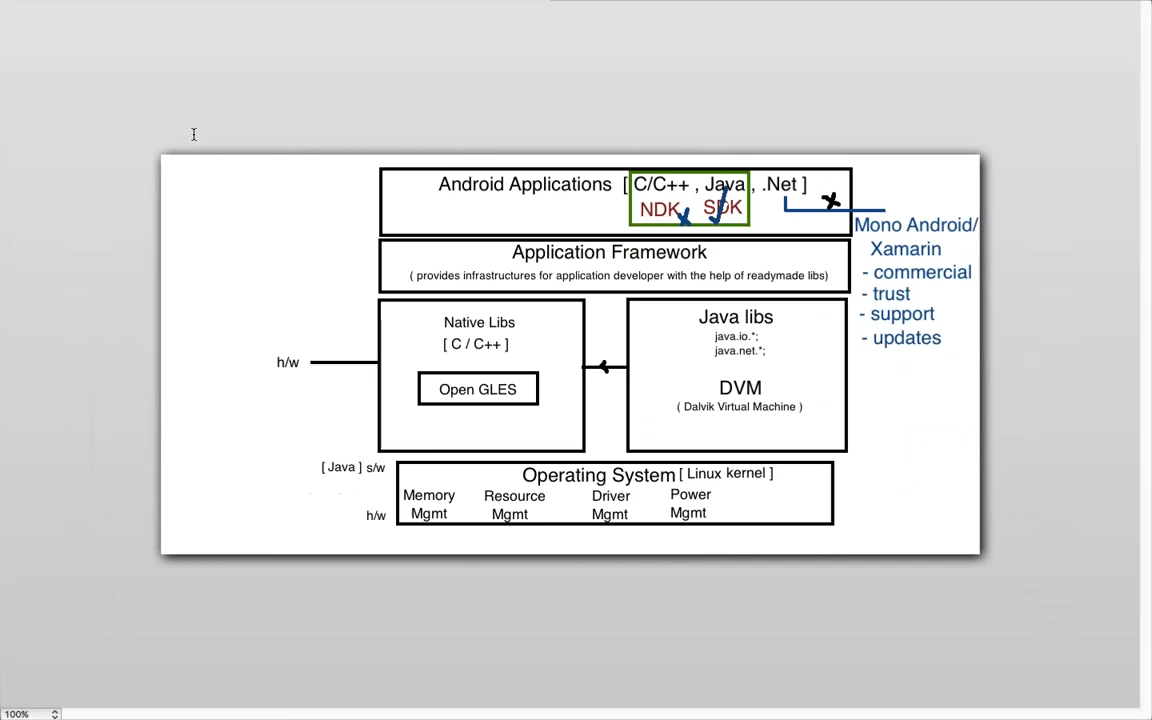 Android Applications [ C/C++ , Java , .Net ]
NDK SDK
Mono Android/
Xamarin
- commercial
- trust
- support
- updates
Application Framework
( provides infrastructures for application developer with the help of readymade libs)
Native Libs
[ C / C++ ]
Open GLES
h/w
Java libs
java.io.*;
java.net.*;
DVM
( Dalvik Virtual Machine )
[ Java ] s/w
h/w
Operating System [ Linux kernel ]
Memory Resource Driver Power
Mgmt Mgmt Mgmt Mgmt
100%